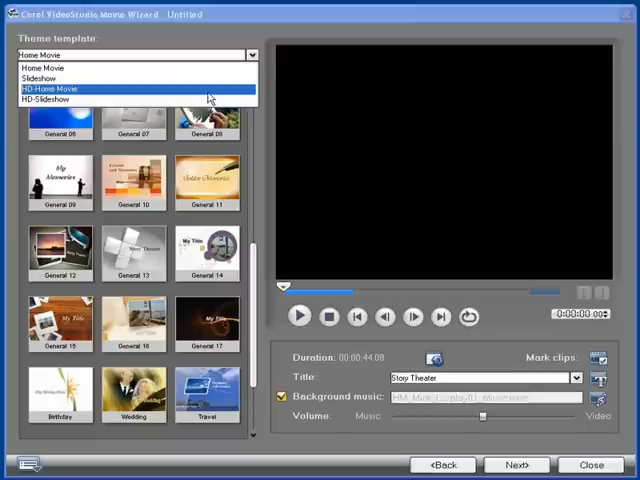 Corel VideoStudio Movie Wizard Untitled
Theme template:
Home Movie
Home Movie
Slideshow
HD-Home Movie
HD-Slideshow
General 06 General 07 General 08
My Memories
Golden Memories
General 09 General 10 General 11
Story Theater
My Title
General 12 General 13 General 14
My Title
My Title
General 15 General 16 General 17
Birthday Wedding Travel
0:00:00.00
Duration: 00:00:44.08 Mark clips:
Title: Story Theater
Background music:
Volume: Music: Video
<Back Next> Close